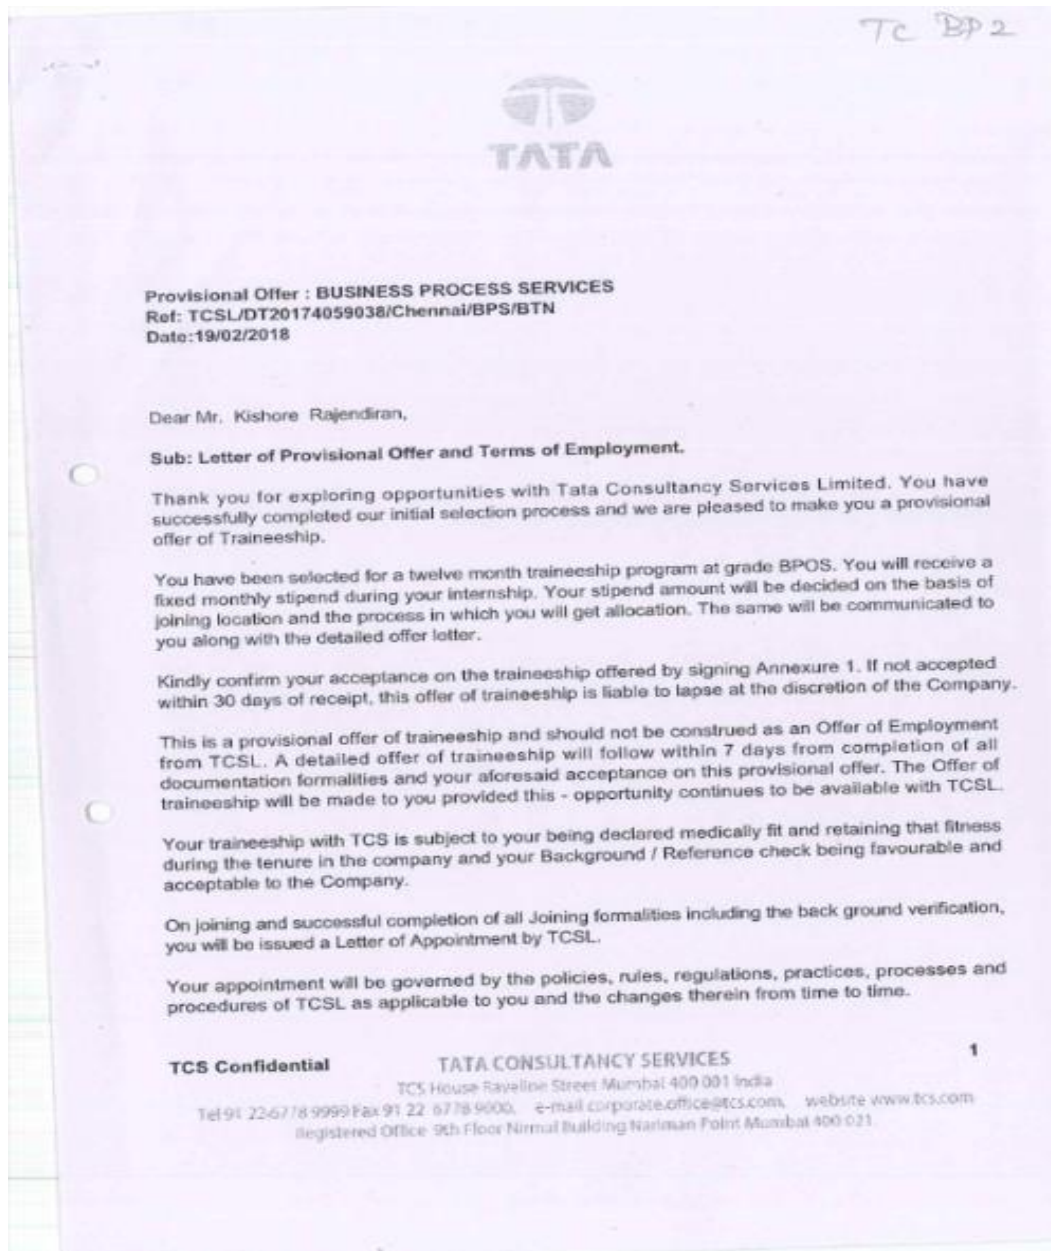 TC BP2
TATA
Provisional Offer : BUSINESS PROCESS SERVICES
Ref: TCSL/DT20174059038/Chennai/BPS/BTN
Date:19/02/2018
Dear Mr. Kishore Rajendiran,
Sub: Letter of Provisional Offer and Terms of Employment.
Thank you for exploring opportunities with Tata Consultancy Services Limited. You have
successfully completed our initial selection process and we are pleased to make you a provisional
offer of Traineeship.
You have been selected for a twelve month traineeship program at grade BPOS. You will receive a
fixed monthly stipend during your internship. Your stipend amount will be decided on the basis of
joining location and the process in which you will get allocation. The same will be communicated to
you along with the detailed offer letter.
Kindly confirm your acceptance on the traineeship offered by signing Annexure 1. If not accepted
within 30 days of receipt, this offer of traineeship is liable to lapse at the discretion of the Company.
This is a provisional offer of traineeship and should not be construed as an Offer of Employment
from TCSL. A detailed offer of traineeship will follow within 7 days from completion of all
documentation formalities and your aforesaid acceptance on this provisional offer. The Offer of
traineeship will be made to you provided this - opportunity continues to be available with TCSL.
Your traineeship with TCS is subject to your being declared medically fit and retaining that fitness
during the tenure in the company and your Background / Reference check being favourable and
acceptable to the Company.
On joining and successful completion of all Joining formalities including the back ground verification,
you will be issued a Letter of Appointment by TCSL.
Your appointment will be governed by the policies, rules, regulations, practices, processes and
procedures of TCSL as applicable to you and the changes therein from time to time.
TCS Confidential TATA CONSULTANCY SERVICES 1
TCS House Raveline Street Mumbai 400 001 India
Tel 91 22 6778 9999 Fax 91 22 6778 9000, e-mail corporate.office@tcs.com, website www.tcs.com
Registered Office 9th Floor Nirmal Building Nariman Point Mumbai 400 021.